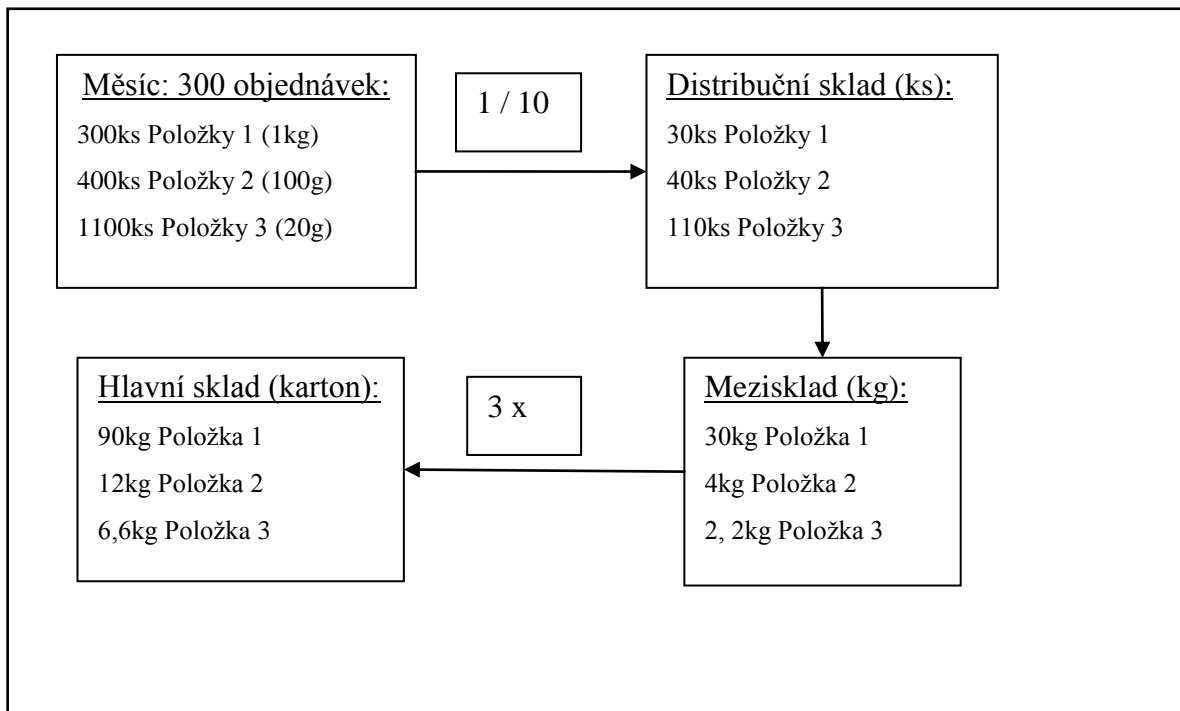 Měsíc: 300 objednávek:
300ks Položky 1 (1kg)
400ks Položky 2 (100g)
1100ks Položky 3 (20g)
1 / 10
Distribuční sklad (ks):
30ks Položky 1
40ks Položky 2
110ks Položky 3
Hlavní sklad (karton):
90kg Položka 1
12kg Položka 2
6,6kg Položka 3
3 x
Mezisklad (kg):
30kg Položka 1
4kg Položka 2
2, 2kg Položka 3